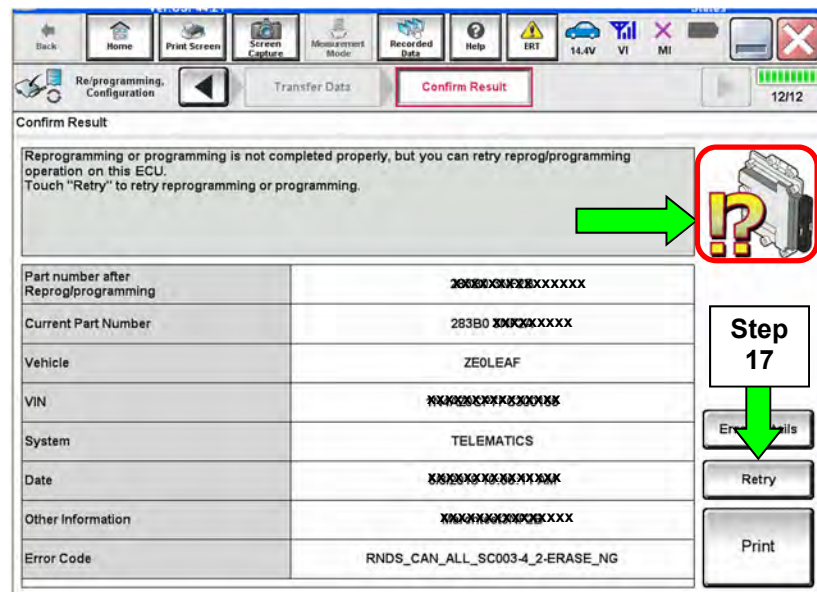 Back
Home
Print Screen
Screen Capture
Measurement Mode
Recorded Data
Help
ERT
14.4V
VI
MI
Re/programming, Configuration
Transfer Data
Confirm Result
12/12
Confirm Result
Reprogramming or programming is not completed properly, but you can retry reprog/programming
operation on this ECU.
Touch "Retry" to retry reprogramming or programming.
!?
Part number after
Reprog/programming
Current Part Number
283B0
Vehicle
ZE0LEAF
VIN
System
TELEMATICS
Date
Other Information
Error Code
RNDS_CAN_ALL_SC003-4_2-ERASE_NG
Step
17
Retry
Print